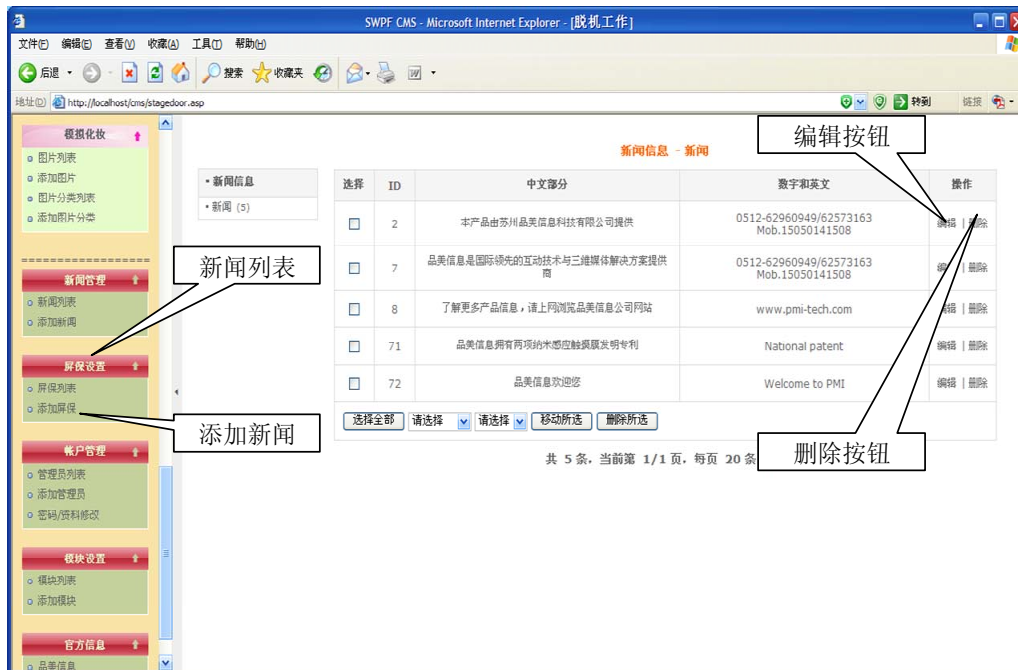 SWPF CMS - Microsoft Internet Explorer - [脱机工作]
文件(F) 编辑(E) 查看(V) 收藏(A) 工具(T) 帮助(H)
后退 搜索 收藏夹
地址(D) http://localhost/cms/stagedoor.asp 转到 链接
模拟化妆
图片列表
添加图片
图片分类列表
添加图片分类
====================
新闻管理
新闻列表
添加新闻
屏保设置
屏保列表
添加屏保
帐户管理
管理员列表
添加管理员
密码/资料修改
模块设置
模块列表
添加模块
官方信息
品美信息
新闻列表
添加新闻
新闻信息
新闻 (5)
新闻信息 - 新闻
编辑按钮
选择 ID 中文部分 数字和英文 操作
2 本产品由苏州品美信息科技有限公司提供 0512-62960949/62573163 编辑 | 删除
Mob.15050141508
7 品美信息是国际领先的互动技术与三维媒体解决方案提供 0512-62960949/62573163 编辑 | 删除
商 Mob.15050141508
8 了解更多产品信息，请上网浏览品美信息公司网站 www.pmi-tech.com 编辑 | 删除
71 品美信息拥有两项纳米感应触摸膜发明专利 National patent 编辑 | 删除
72 品美信息欢迎您 Welcome to PMI 编辑 | 删除
选择全部 请选择 请选择 移动所选 删除所选
共 5 条, 当前第 1/1 页, 每页 20 条
删除按钮